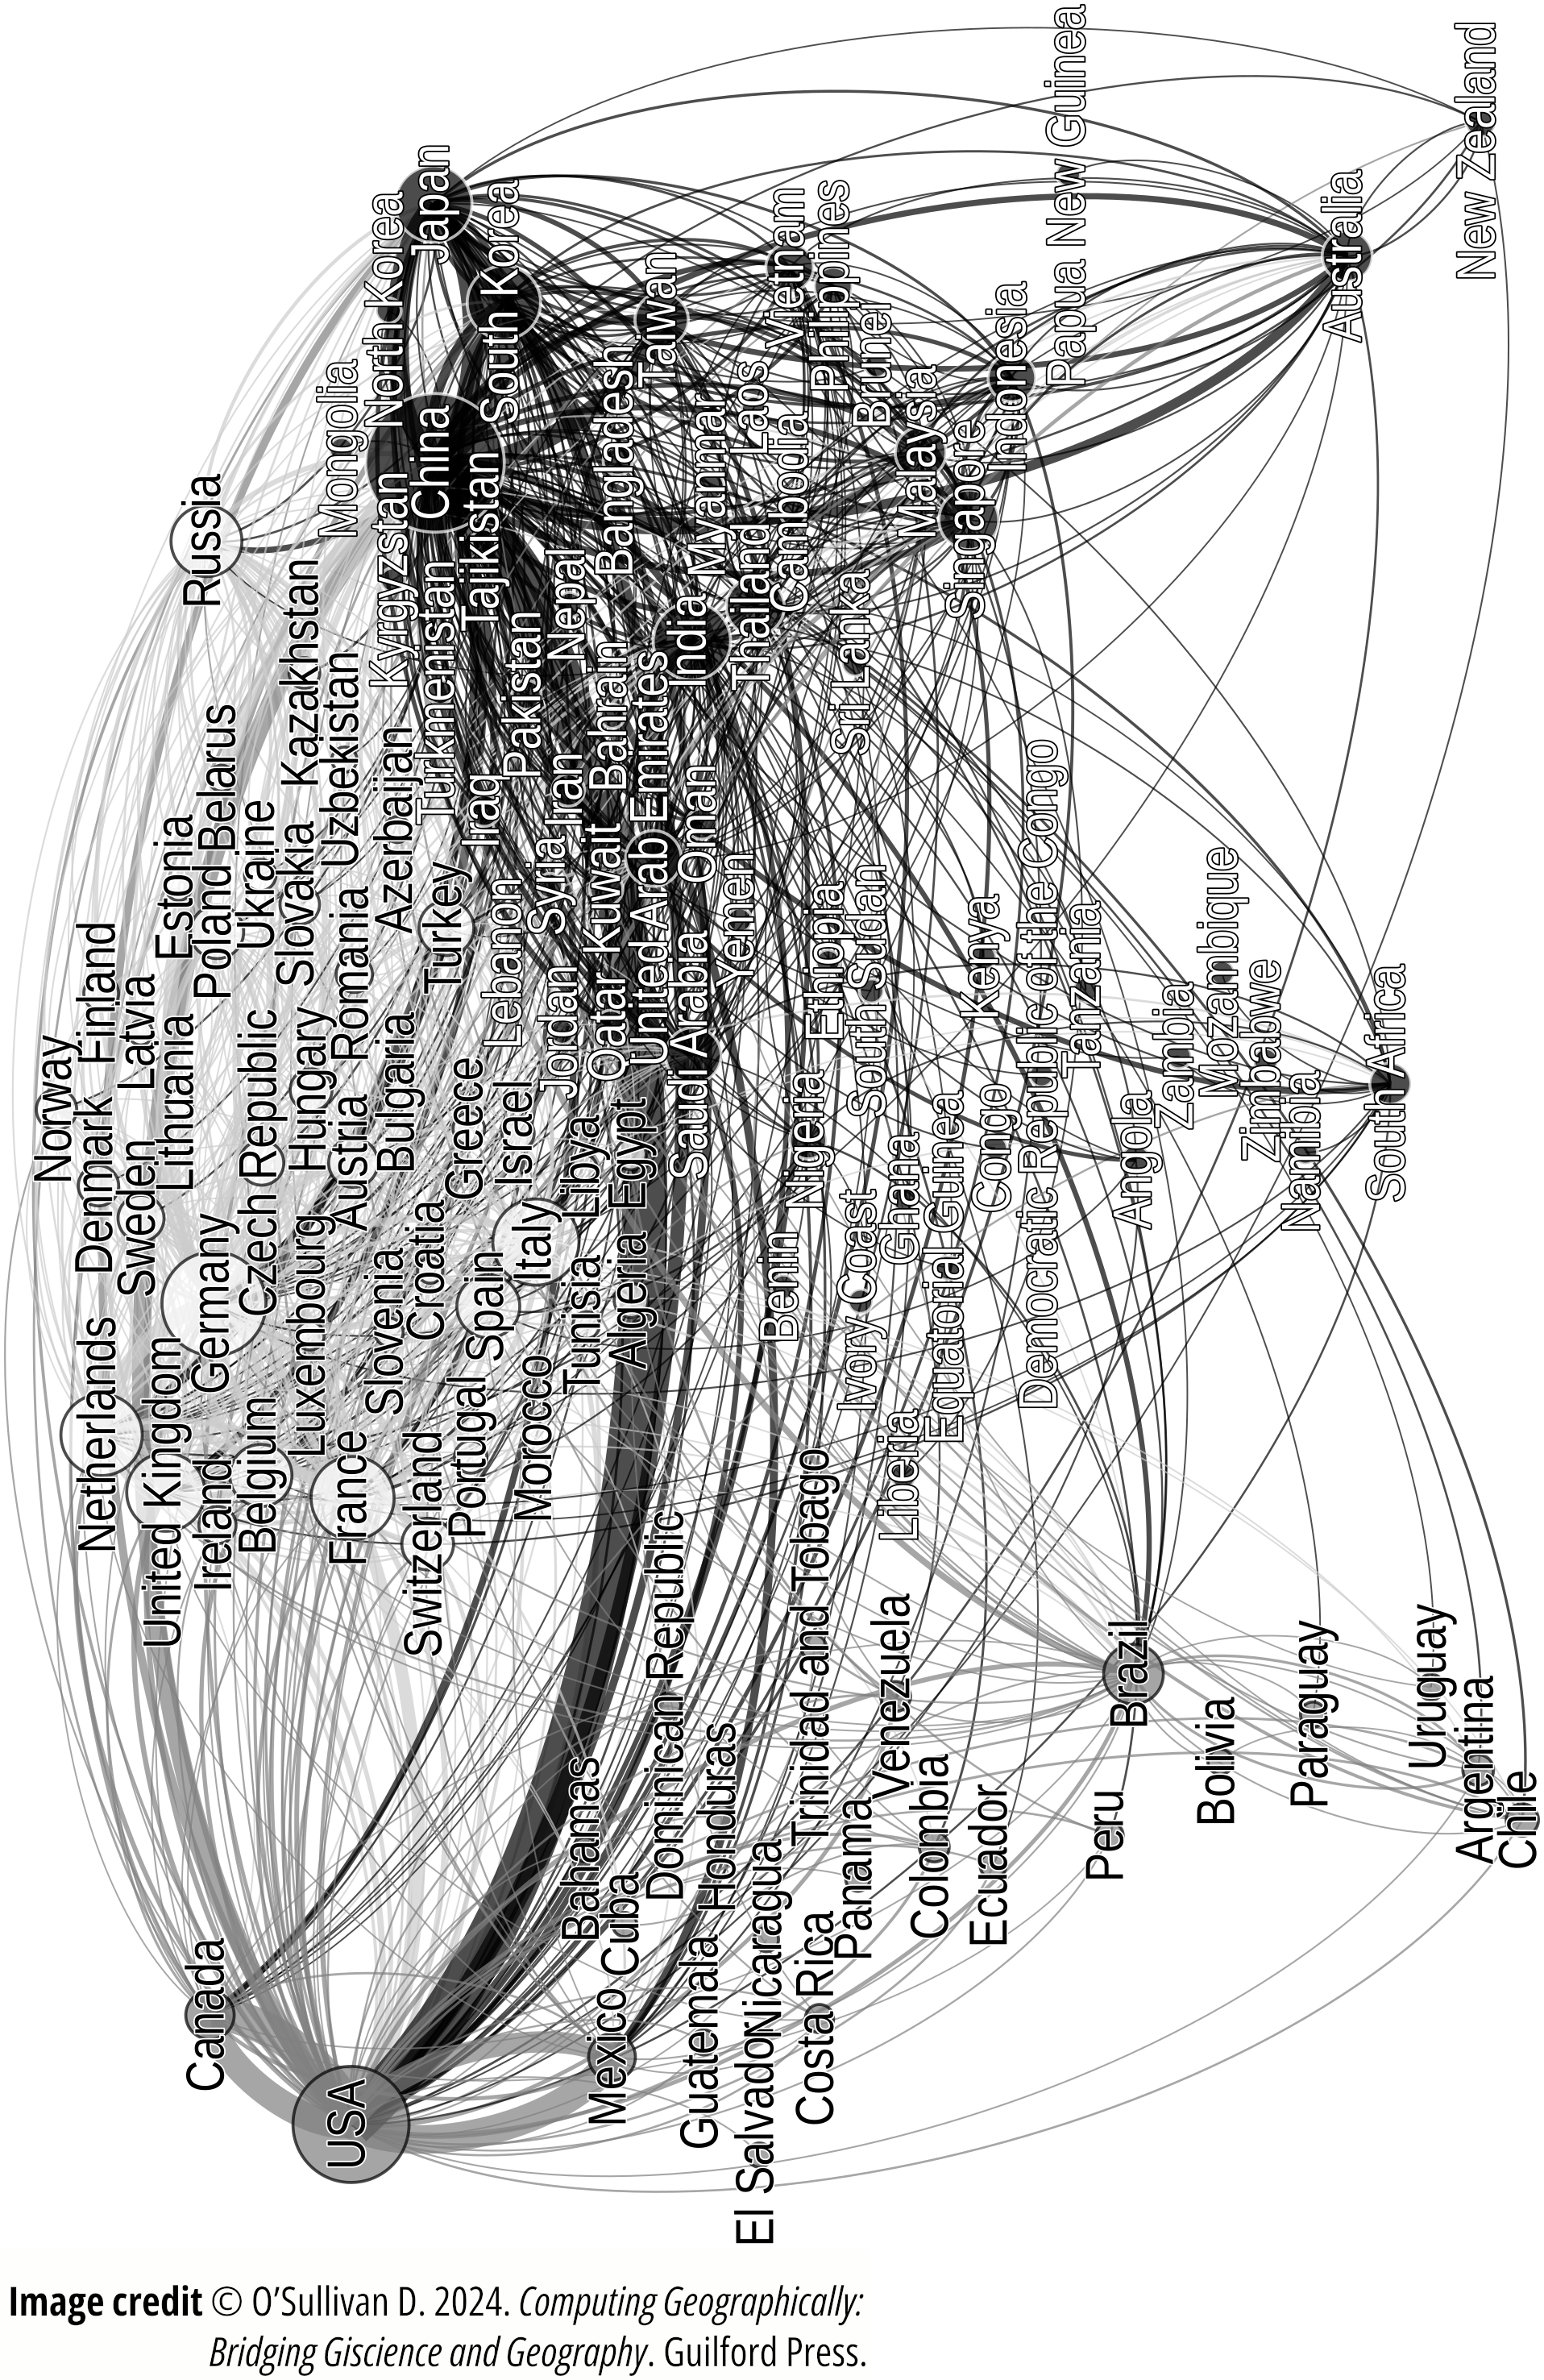 Norway
Netherlands
Denmark
Finland
Sweden
Latvia
Estonia
Lithuania
United Kingdom
Germany
Ireland
Poland
Belarus
Russia
Canada
Belgium
Czech Republic
Ukraine
Luxembourg
Hungary
Slovakia
Kazakhstan
USA
France
Austria
Romania
Uzbekistan
Mongolia
Slovenia
Bulgaria
Azerbaijan
Kyrgyzstan
North Korea
Switzerland
Croatia
Turkey
Turkmenistan
China
Japan
Portugal
Spain
Greece
Iraq
Tajikistan
South Korea
Morocco
Italy
Israel
Lebanon
Pakistan
Bahamas
Tunisia
Libya
Jordan
Syria
Iran
Nepal
Mexico
Cuba
Algeria
Egypt
Qatar
Kuwait
Bahrain
Bangladesh
Dominican Republic
United Arab Emirates
Taiwan
Guatemala
Honduras
Saudi Arabia
Oman
India
Myanmar
El Salvador
Nicaragua
Benin
Yemen
Thailand
Laos
Vietnam
Costa Rica
Trinidad and Tobago
Nigeria
Ethiopia
Cambodia
Philippines
Panama
Venezuela
Ivory Coast
South Sudan
Sri Lanka
Brunei
Colombia
Liberia
Ghana
Malaysia
Ecuador
Equatorial Guinea
Kenya
Singapore
Congo
Indonesia
Democratic Republic of the Congo
Papua New Guinea
Peru
Brazil
Tanzania
Angola
Zambia
Bolivia
Mozambique
Zimbabwe
Paraguay
Namibia
Australia
Uruguay
South Africa
Argentina
New Zealand
Chile
Image credit © O’Sullivan D. 2024. Computing Geographically:
Bridging Giscience and Geography. Guilford Press.